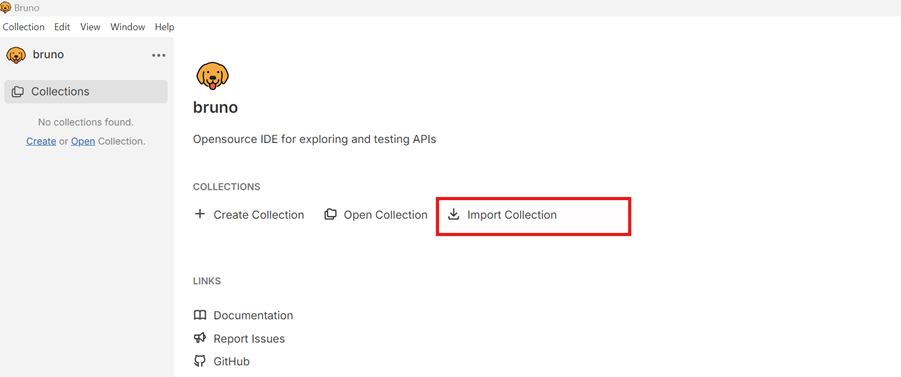 Bruno
Collection Edit View Window Help
bruno
Collections
No collections found.
Create or Open Collection.
bruno
Opensource IDE for exploring and testing APIs
COLLECTIONS
Create Collection Open Collection Import Collection
LINKS
Documentation
Report Issues
GitHub